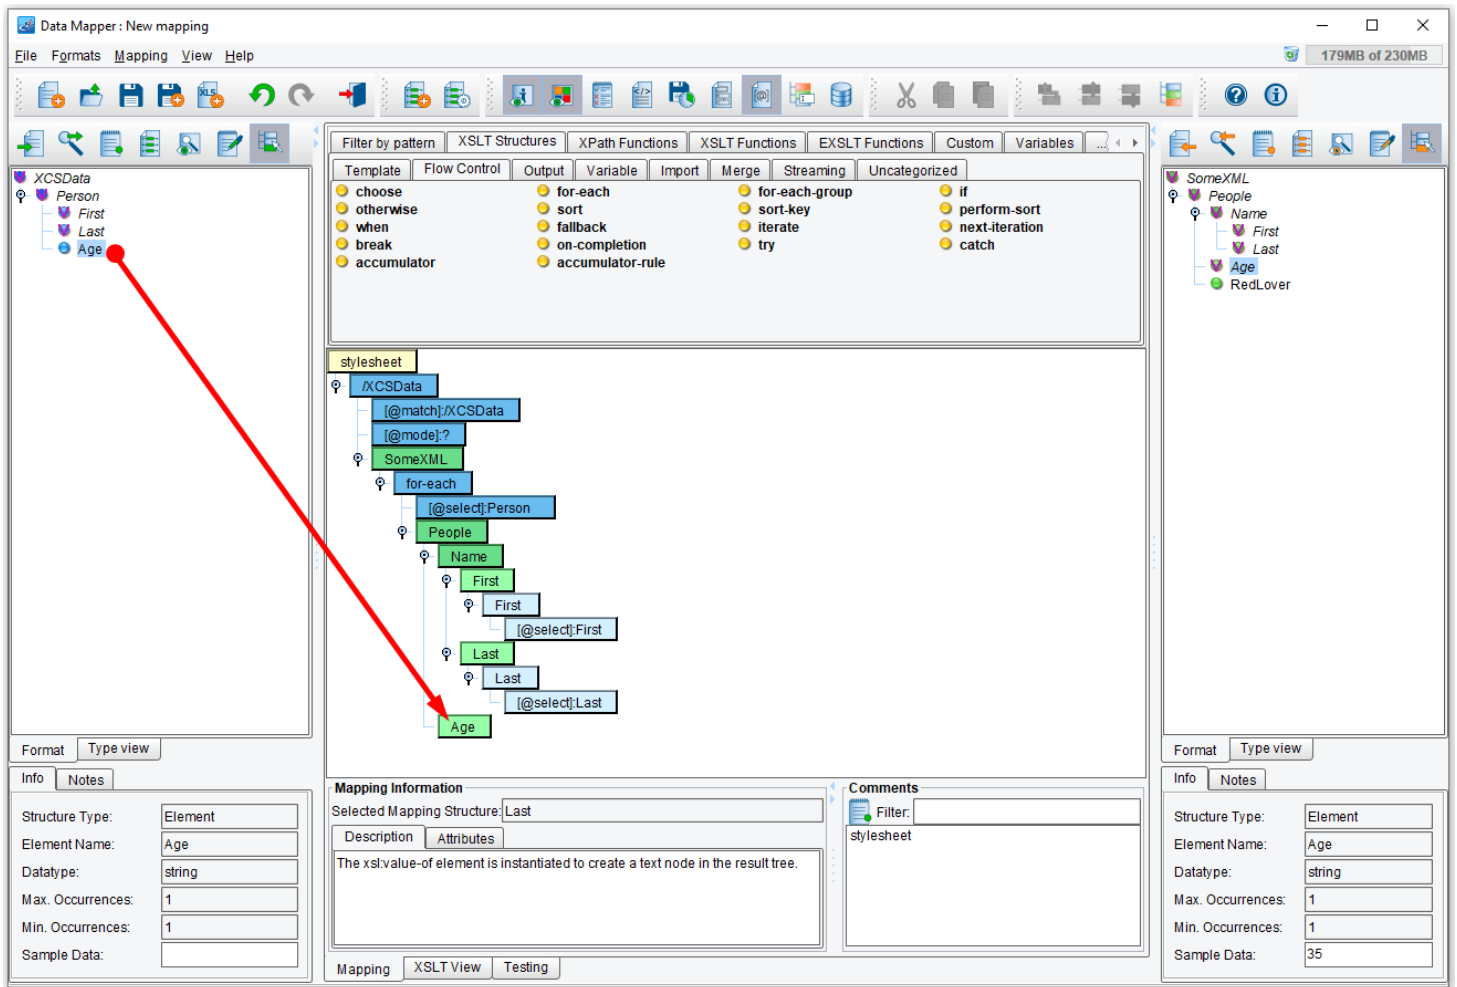 Data Mapper : New mapping
File Formats Mapping View Help
179MB of 230MB
XLS
Filter by pattern XSLT Structures XPath Functions XSLT Functions EXSLT Functions Custom Variables ...
Template Flow Control Output Variable Import Merge Streaming Uncategorized
choose for-each for-each-group if
otherwise sort sort-key perform-sort
when fallback iterate next-iteration
break on-completion try catch
accumulator accumulator-rule
XCSData
Person
First
Last
Age
stylesheet
/XCSData
[@match]:/XCSData
[@mode]:?
SomeXML
for-each
[@select]:Person
People
Name
First
First
[@select]:First
Last
Last
[@select]:Last
Age
SomeXML
People
Name
First
Last
Age
RedLover
Format Type view
Info Notes
Structure Type: Element
Element Name: Age
Datatype: string
Max. Occurrences: 1
Min. Occurrences: 1
Sample Data:
Mapping Information
Selected Mapping Structure: Last
Description Attributes
The xsl:value-of element is instantiated to create a text node in the result tree.
Comments
Filter:
stylesheet
Mapping XSLT View Testing
Format Type view
Info Notes
Structure Type: Element
Element Name: Age
Datatype: string
Max. Occurrences: 1
Min. Occurrences: 1
Sample Data: 35